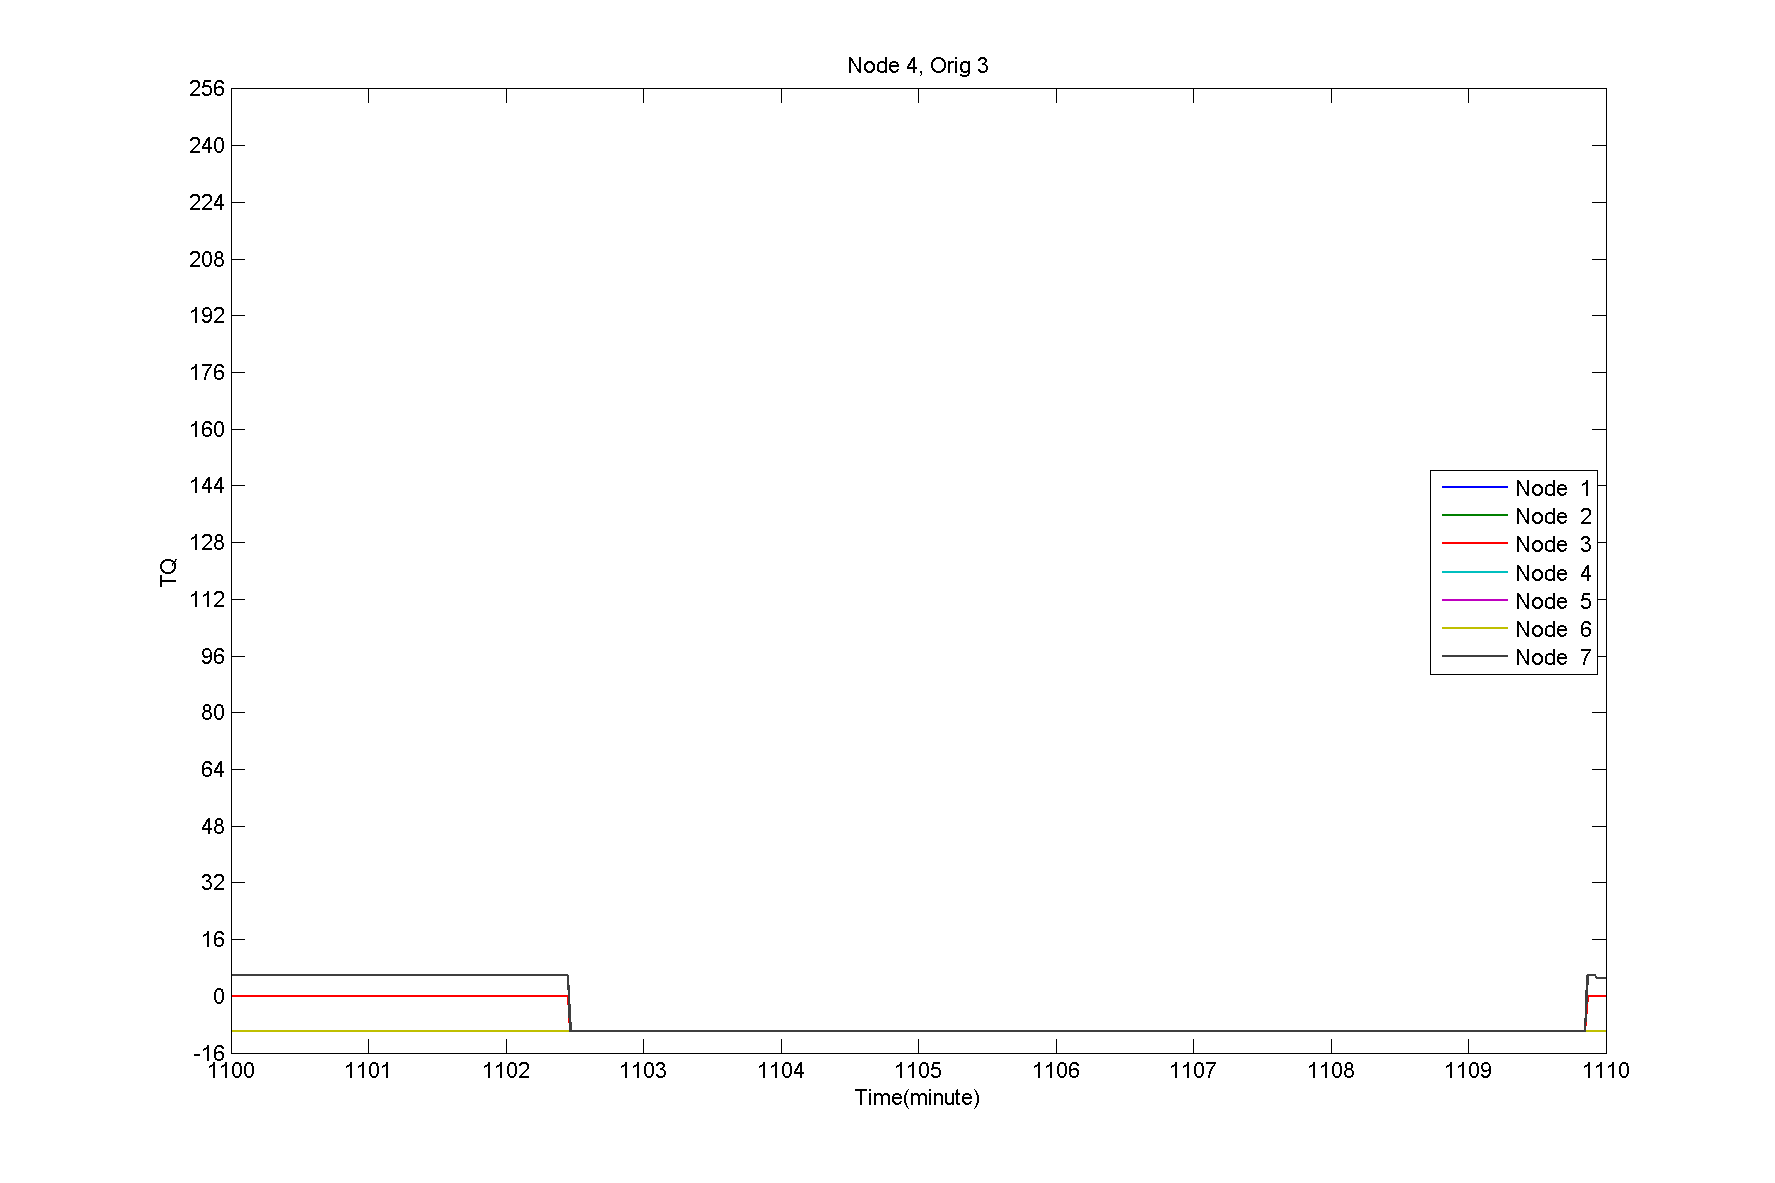 Node 4, Orig 3
256
240
224
208
192
176
160
144
128
112
96
80
64
48
32
16
0
-16
TQ
Node 1
Node 2
Node 3
Node 4
Node 5
Node 6
Node 7
1100 1101 1102 1103 1104 1105 1106 1107 1108 1109 1110
Time(minute)